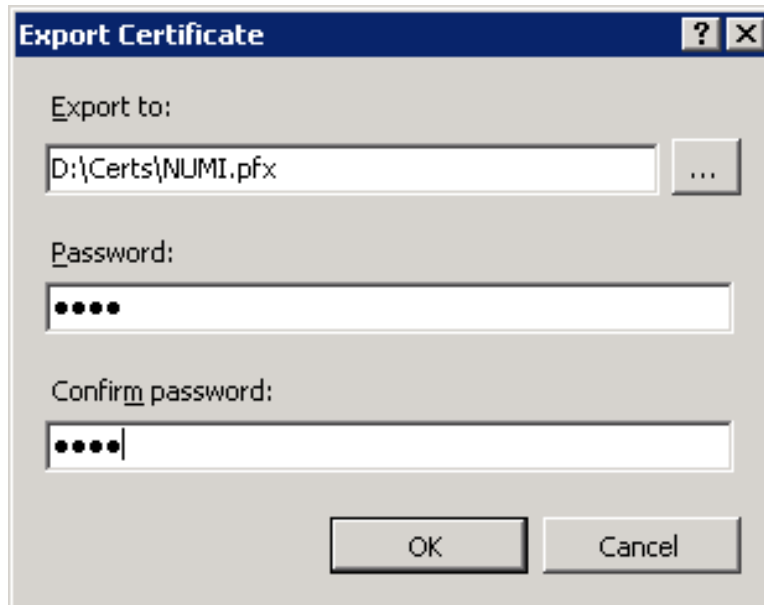 Export Certificate
Export to:
D:\Certs\NUMI.pfx
...
Password:
●●●●
Confirm password:
●●●●
OK Cancel